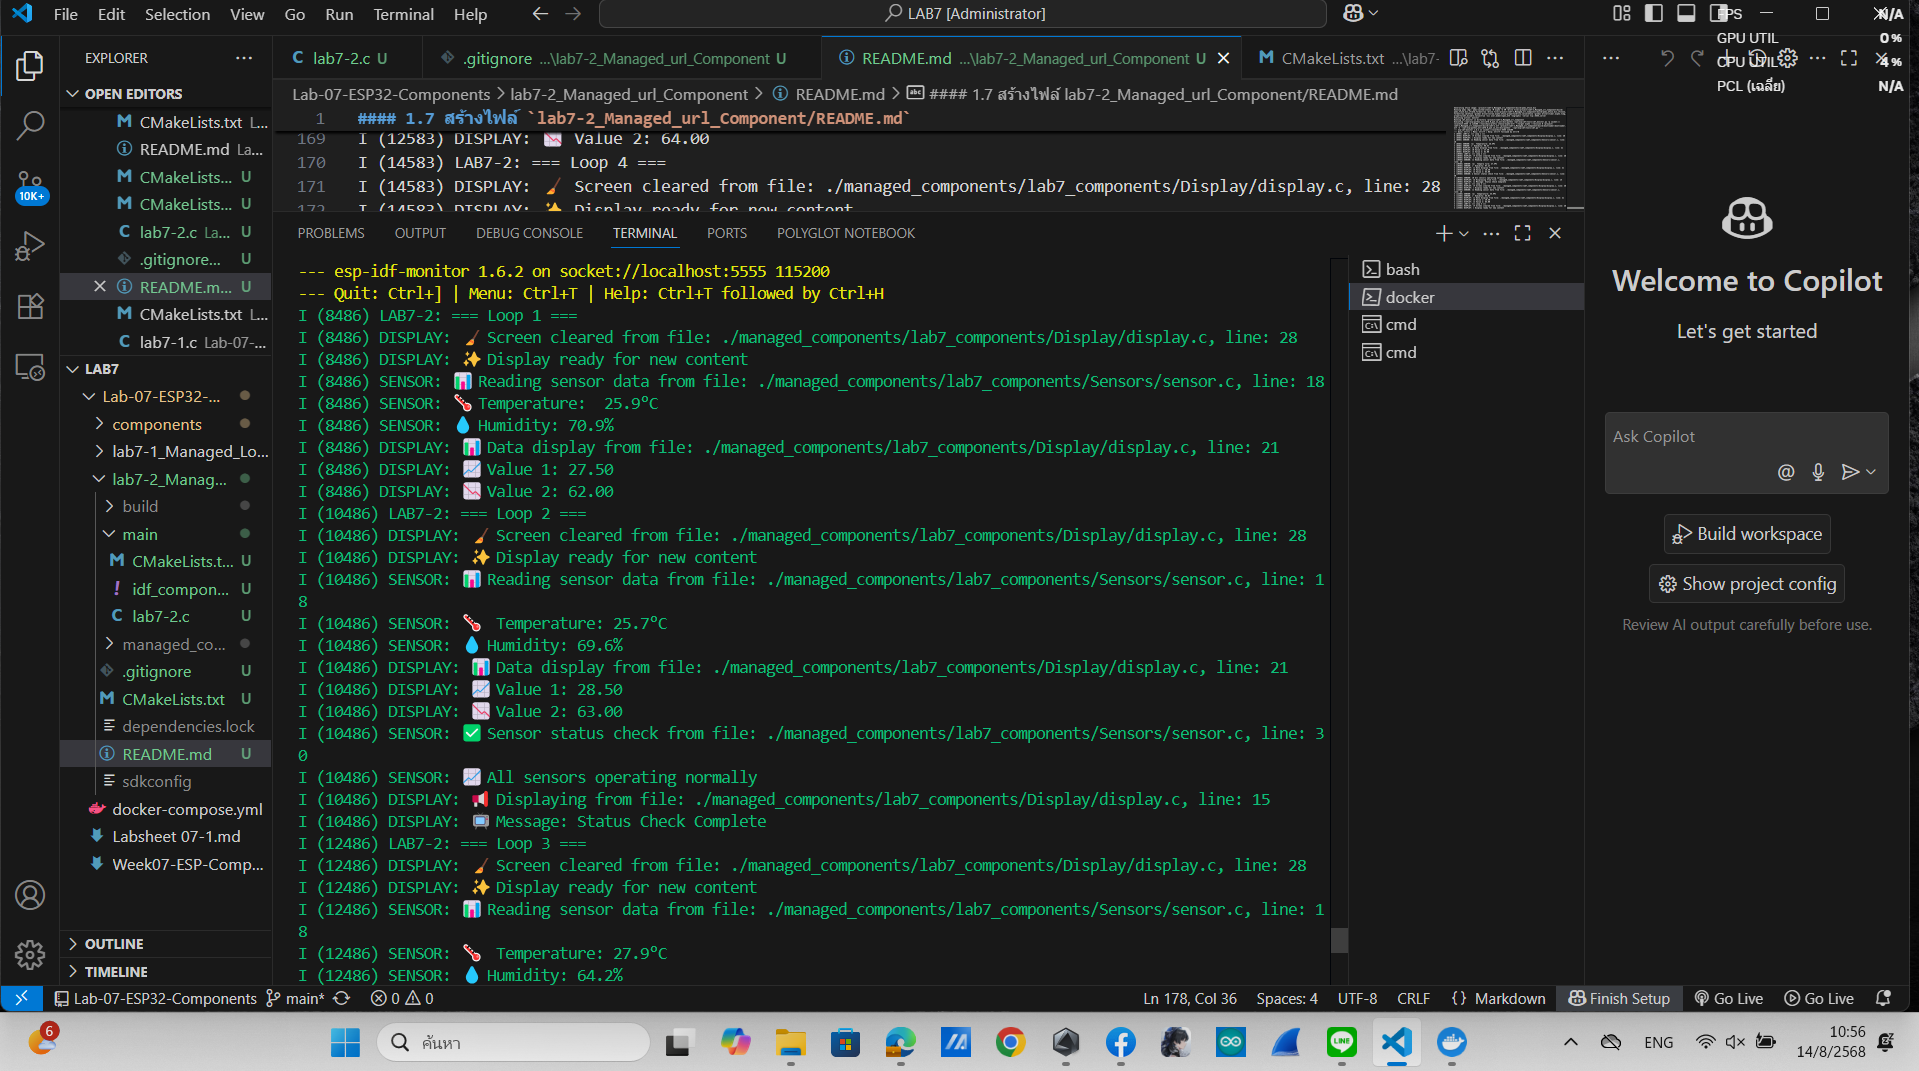 File Edit Selection View Go Run Terminal Help
LAB7 [Administrator]
FPS N/A
GPU UTIL 0%
CPU UTIL 4%
PCL (เฉลี่ย) N/A
EXPLORER
OPEN EDITORS
CMakeLists.txt L...
README.md La...
CMakeLists... U
CMakeLists... U
lab7-2.c La... U
.gitignore... U
README.m... U
CMakeLists.txt L...
lab7-1.c Lab-07-...
LAB7
Lab-07-ESP32-...
components
lab7-1_Managed_Lo...
lab7-2_Manag...
build
main
CMakeLists.t... U
idf_compon... U
lab7-2.c U
managed_co...
.gitignore U
CMakeLists.txt U
dependencies.lock
README.md U
sdkconfig
docker-compose.yml
Labsheet 07-1.md
Week07-ESP-Comp...
OUTLINE
TIMELINE
10K+
lab7-2.c U
.gitignore ...\lab7-2_Managed_url_Component U
README.md ...\lab7-2_Managed_url_Component U
CMakeLists.txt ...\lab7-
Lab-07-ESP32-Components > lab7-2_Managed_url_Component > README.md > #### 1.7 สร้างไฟล์ lab7-2_Managed_url_Component/README.md
1 #### 1.7 สร้างไฟล์ `lab7-2_Managed_url_Component/README.md`
169 I (12583) DISPLAY: 📉 Value 2: 64.00
170 I (14583) LAB7-2: === Loop 4 ===
171 I (14583) DISPLAY: 🖌️ Screen cleared from file: ./managed_components/lab7_components/Display/display.c, line: 28
172 I (14583) DISPLAY: ✨ Display ready for new content
PROBLEMS OUTPUT DEBUG CONSOLE TERMINAL PORTS POLYGLOT NOTEBOOK
--- esp-idf-monitor 1.6.2 on socket://localhost:5555 115200
--- Quit: Ctrl+] | Menu: Ctrl+T | Help: Ctrl+T followed by Ctrl+H
I (8486) LAB7-2: === Loop 1 ===
I (8486) DISPLAY: 🖌️ Screen cleared from file: ./managed_components/lab7_components/Display/display.c, line: 28
I (8486) DISPLAY: ✨ Display ready for new content
I (8486) SENSOR: 📊 Reading sensor data from file: ./managed_components/lab7_components/Sensors/sensor.c, line: 18
I (8486) SENSOR: 🌡️ Temperature: 25.9°C
I (8486) SENSOR: 💧 Humidity: 70.9%
I (8486) DISPLAY: 📊 Data display from file: ./managed_components/lab7_components/Display/display.c, line: 21
I (8486) DISPLAY: 📈 Value 1: 27.50
I (8486) DISPLAY: 📉 Value 2: 62.00
I (10486) LAB7-2: === Loop 2 ===
I (10486) DISPLAY: 🖌️ Screen cleared from file: ./managed_components/lab7_components/Display/display.c, line: 28
I (10486) DISPLAY: ✨ Display ready for new content
I (10486) SENSOR: 📊 Reading sensor data from file: ./managed_components/lab7_components/Sensors/sensor.c, line: 1
8
I (10486) SENSOR: 🌡️ Temperature: 25.7°C
I (10486) SENSOR: 💧 Humidity: 69.6%
I (10486) DISPLAY: 📊 Data display from file: ./managed_components/lab7_components/Display/display.c, line: 21
I (10486) DISPLAY: 📈 Value 1: 28.50
I (10486) DISPLAY: 📉 Value 2: 63.00
I (10486) SENSOR: ✅ Sensor status check from file: ./managed_components/lab7_components/Sensors/sensor.c, line: 3
0
I (10486) SENSOR: 📈 All sensors operating normally
I (10486) DISPLAY: 📢 Displaying from file: ./managed_components/lab7_components/Display/display.c, line: 15
I (10486) DISPLAY: 📺 Message: Status Check Complete
I (12486) LAB7-2: === Loop 3 ===
I (12486) DISPLAY: 🖌️ Screen cleared from file: ./managed_components/lab7_components/Display/display.c, line: 28
I (12486) DISPLAY: ✨ Display ready for new content
I (12486) SENSOR: 📊 Reading sensor data from file: ./managed_components/lab7_components/Sensors/sensor.c, line: 1
8
I (12486) SENSOR: 🌡️ Temperature: 27.9°C
I (12486) SENSOR: 💧 Humidity: 64.2%
bash
docker
cmd
cmd
Welcome to Copilot
Let's get started
Ask Copilot
Build workspace
Show project config
Review AI output carefully before use.
Lab-07-ESP32-Components main* 0 0
Ln 178, Col 36 Spaces: 4 UTF-8 CRLF {} Markdown Finish Setup Go Live Go Live
6
ค้นหา
LINE
ENG
10:56
14/8/2568